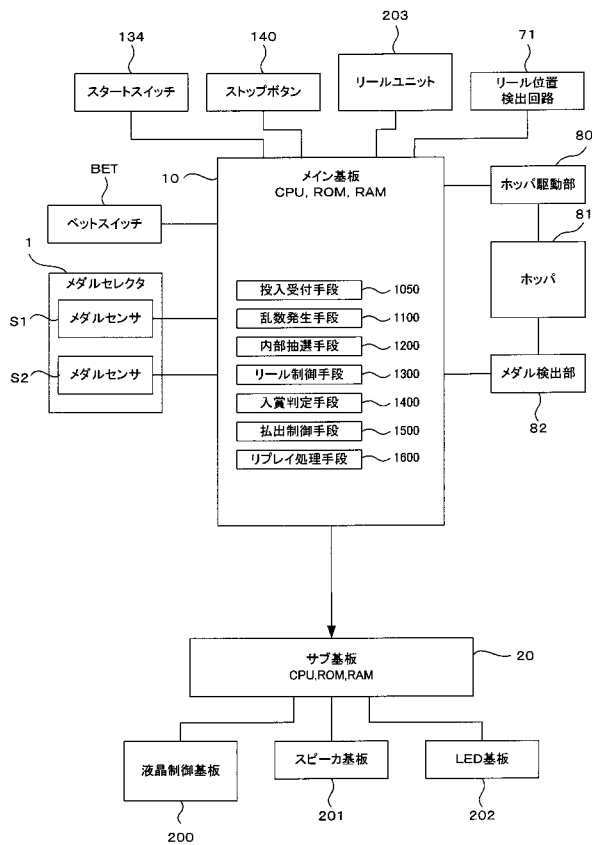 134
140
203
71
スタートスイッチ
ストップボタン
リールユニット
リール位置
検出回路
10
メイン基板
CPU, ROM, RAM
80
ホッパ駆動部
BET
ベットスイッチ
81
ホッパ
1
メダルセレクタ
S1
メダルセンサ
S2
メダルセンサ
投入受付手段
1050
乱数発生手段
1100
内部抽選手段
1200
リール制御手段
1300
入賞判定手段
1400
払出制御手段
1500
リプレイ処理手段
1600
メダル検出部
82
サブ基板
CPU,ROM,RAM
20
液晶制御基板
200
スピーカ基板
201
LED基板
202